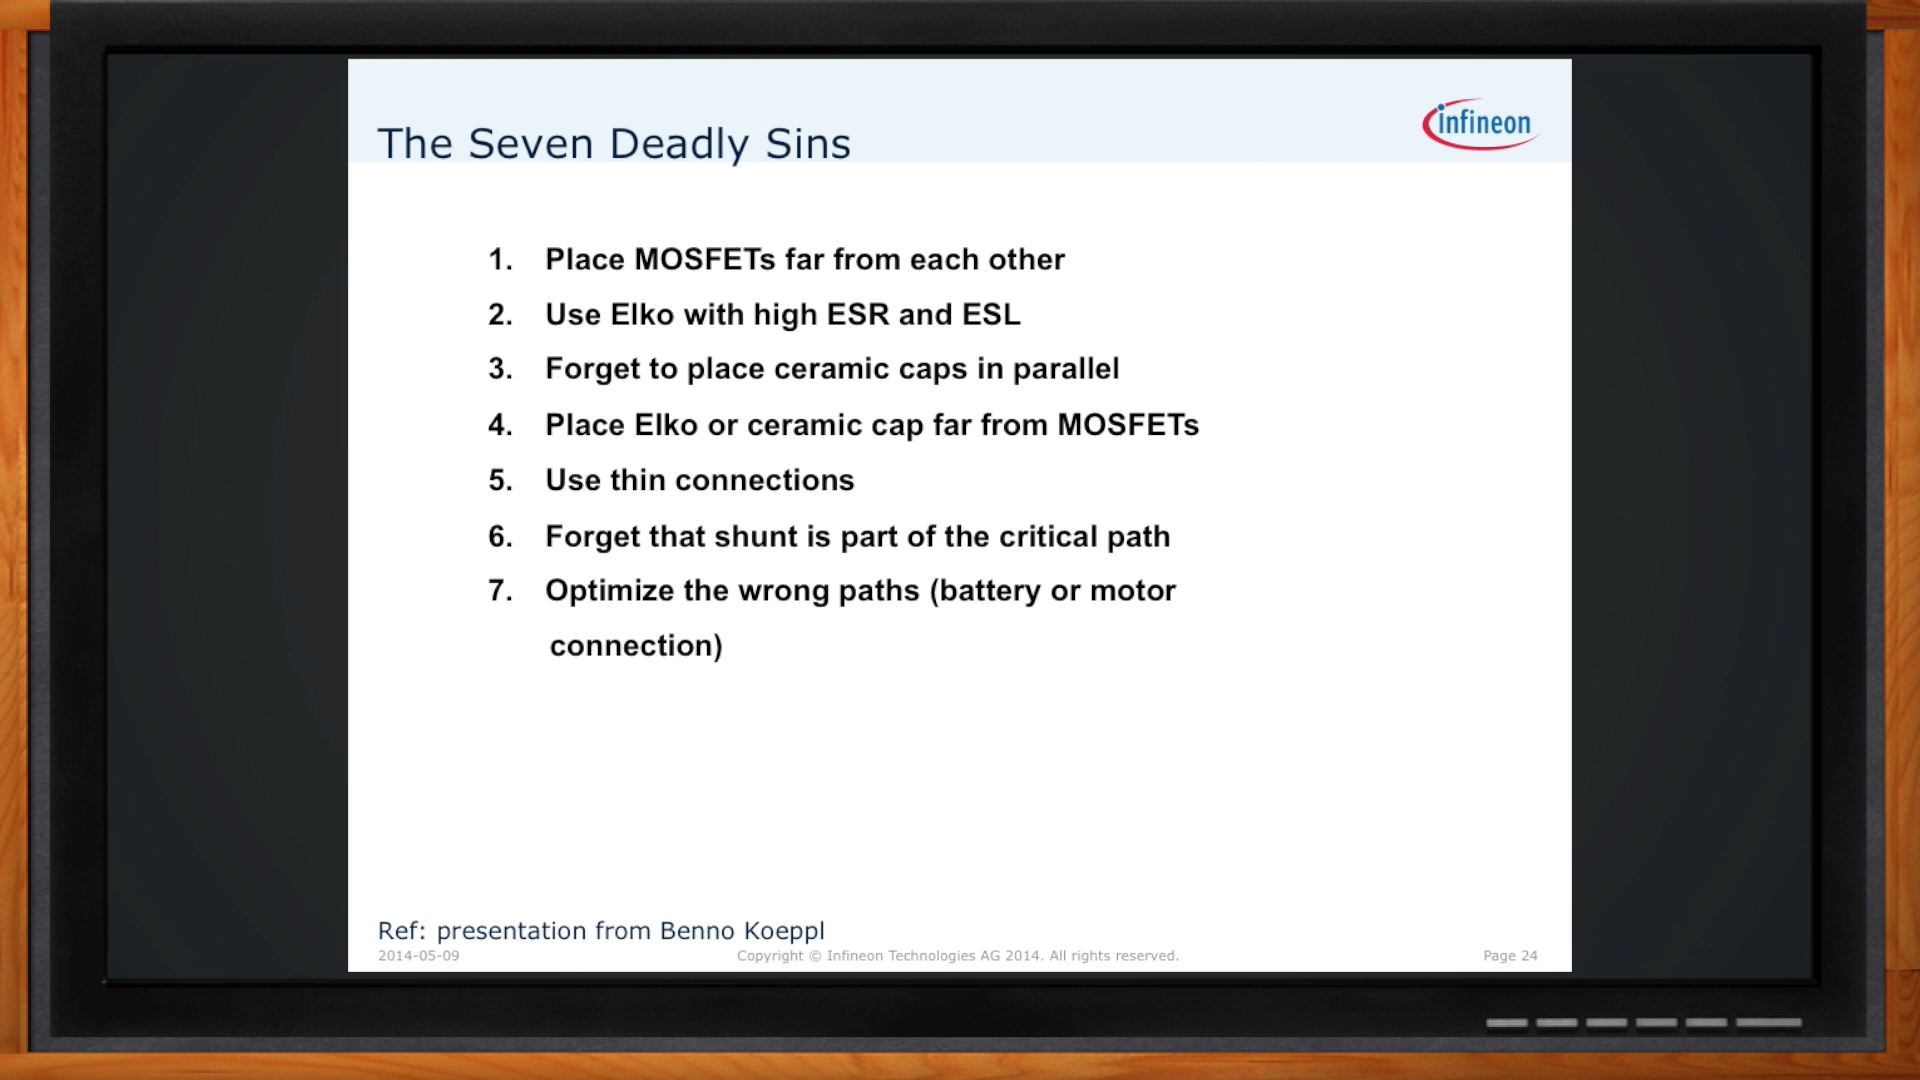 The Seven Deadly Sins
infineon
1. Place MOSFETs far from each other
2. Use Elko with high ESR and ESL
3. Forget to place ceramic caps in parallel
4. Place Elko or ceramic cap far from MOSFETs
5. Use thin connections
6. Forget that shunt is part of the critical path
7. Optimize the wrong paths (battery or motor
connection)
Ref: presentation from Benno Koeppl
2014-05-09 Copyright © Infineon Technologies AG 2014. All rights reserved. Page 24